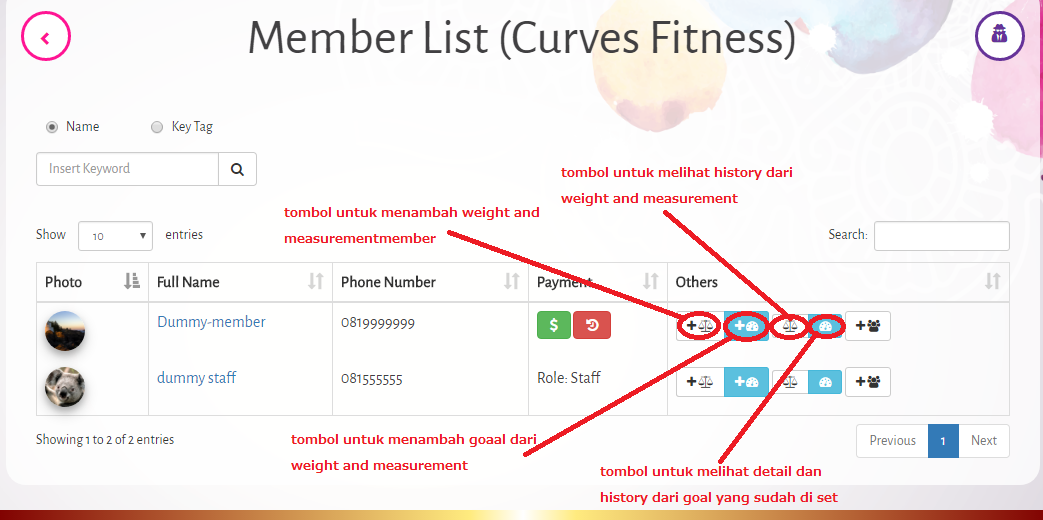 Member List (Curves Fitness)
Name Key Tag
Insert Keyword
tombol untuk melihat history dari
weight and measurement
tombol untuk menambah weight and
measurementmember
Show 10 entries
Search:
Photo Full Name Phone Number Payment Others
Dummy-member 0819999999 $
dummy staff 081555555 Role: Staff
Showing 1 to 2 of 2 entries
Previous 1 Next
tombol untuk menambah goaal dari
weight and measurement
tombol untuk melihat detail dan
history dari goal yang sudah di set